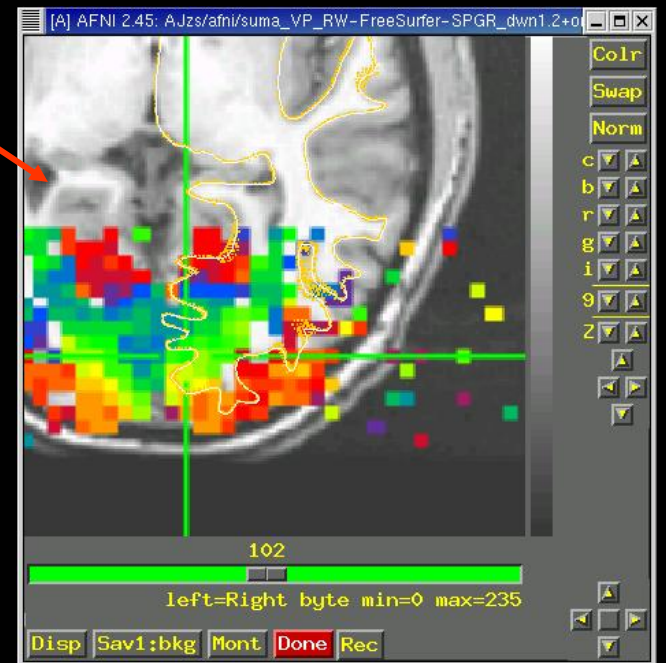 [A] AFNI 2.45: AJzs/afni/suma_VP_RW-FreeSurfer-SPGR_dwn1.2+or
Colr
Swap
Norm
c
b
r
g
i
9
Z
102
left=Right byte min=0 max=235
Disp Sav1:bkg Mont Done Rec